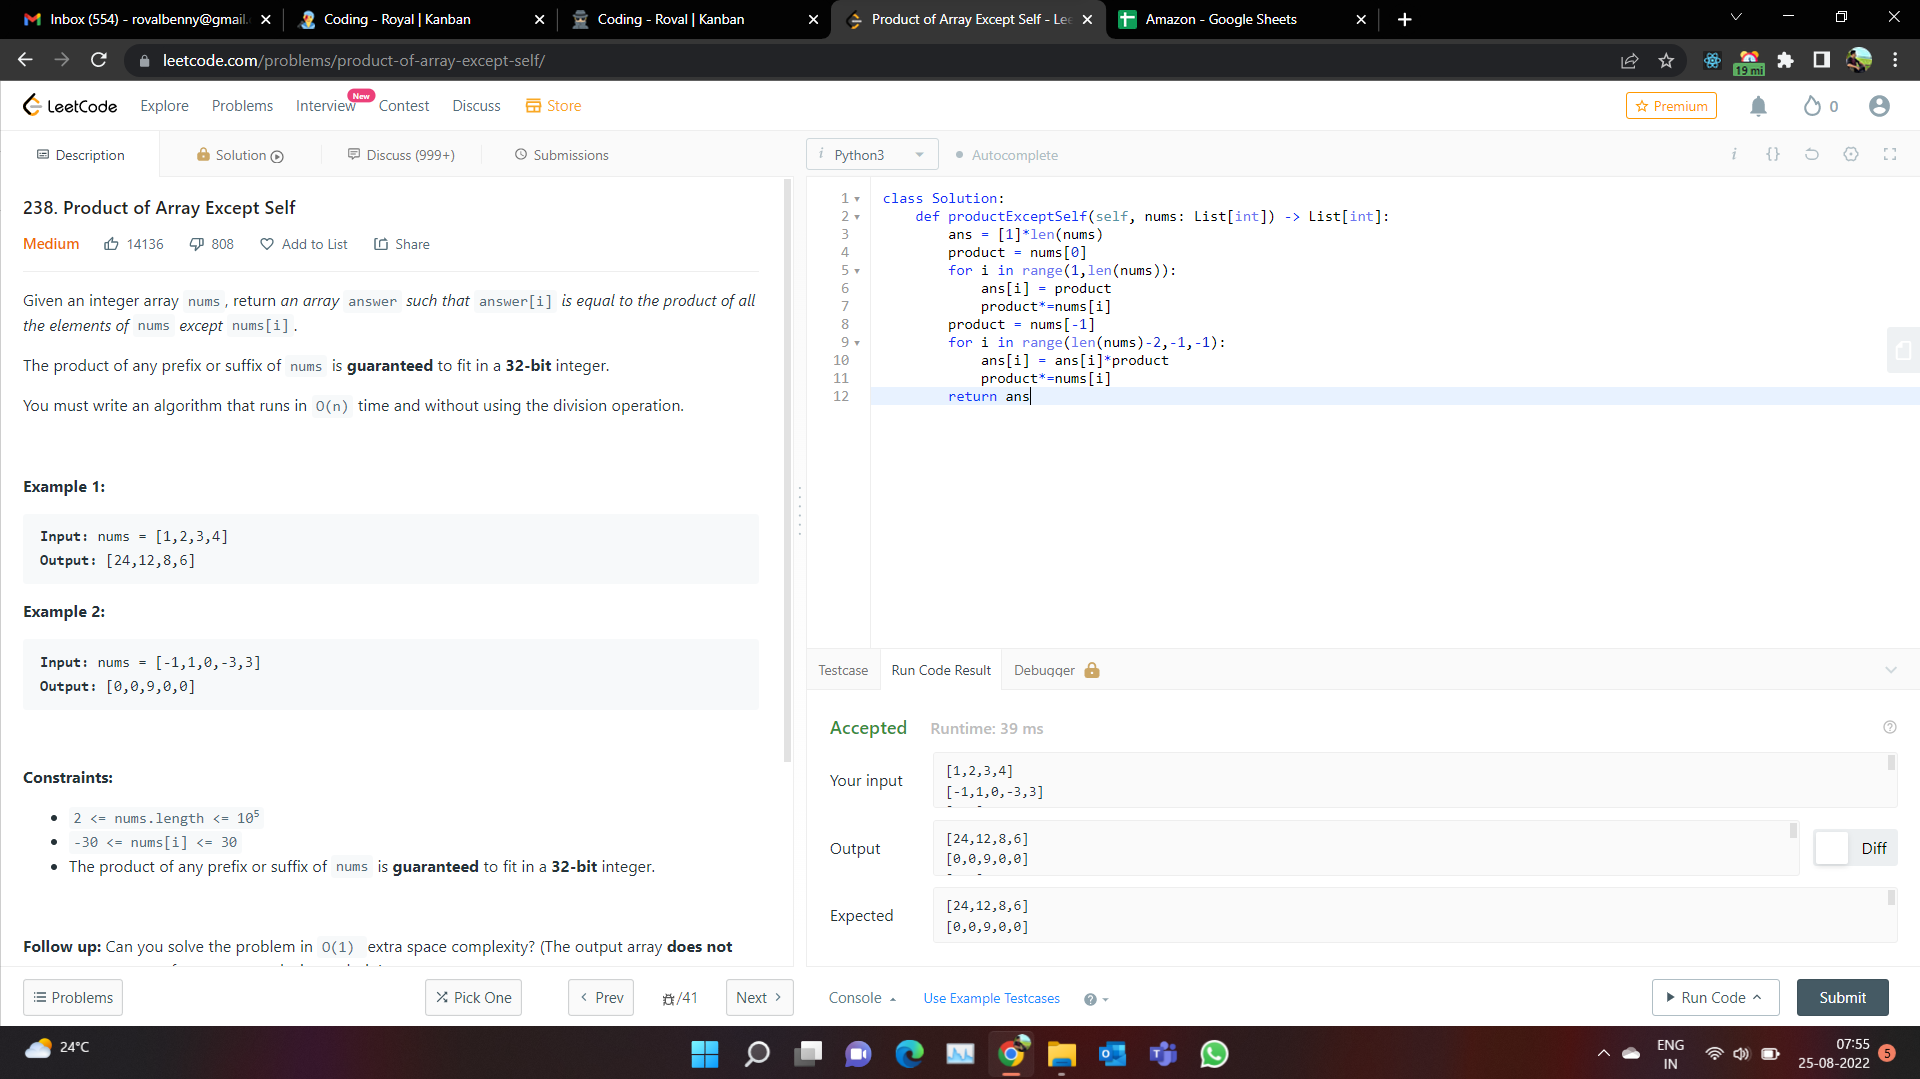 Inbox (554) - rovalbenny@gmail.
Coding - Royal | Kanban
Coding - Roval | Kanban
Product of Array Except Self - Lee
Amazon - Google Sheets
leetcode.com/problems/product-of-array-except-self/
19 mi
LeetCode
Explore
Problems
Interview
New
Contest
Discuss
Store
Premium
0
Description
Solution
Discuss (999+)
Submissions
i Python3
Autocomplete
i
{}
238. Product of Array Except Self
Medium
14136
808
Add to List
Share
Given an integer array nums, return an array answer such that answer[i] is equal to the product of all
the elements of nums except nums[i].
The product of any prefix or suffix of nums is guaranteed to fit in a 32-bit integer.
You must write an algorithm that runs in O(n) time and without using the division operation.
Example 1:
Input: nums = [1,2,3,4]
Output: [24,12,8,6]
Example 2:
Input: nums = [-1,1,0,-3,3]
Output: [0,0,9,0,0]
Constraints:
2 <= nums.length <= 10⁵
-30 <= nums[i] <= 30
The product of any prefix or suffix of nums is guaranteed to fit in a 32-bit integer.
Follow up: Can you solve the problem in O(1) extra space complexity? (The output array does not
Problems
Pick One
Prev
/41
Next
1 class Solution:
2 def productExceptSelf(self, nums: List[int]) -> List[int]:
3 ans = [1]*len(nums)
4 product = nums[0]
5 for i in range(1,len(nums)):
6 ans[i] = product
7 product*=nums[i]
8 product = nums[-1]
9 for i in range(len(nums)-2,-1,-1):
10 ans[i] = ans[i]*product
11 product*=nums[i]
12 return ans
Testcase
Run Code Result
Debugger
Accepted
Runtime: 39 ms
Your input
[1,2,3,4]
[-1,1,0,-3,3]
Output
[24,12,8,6]
[0,0,9,0,0]
Diff
Expected
[24,12,8,6]
[0,0,9,0,0]
Console
Use Example Testcases
Run Code
Submit
24°C
ENG
IN
07:55
25-08-2022
5